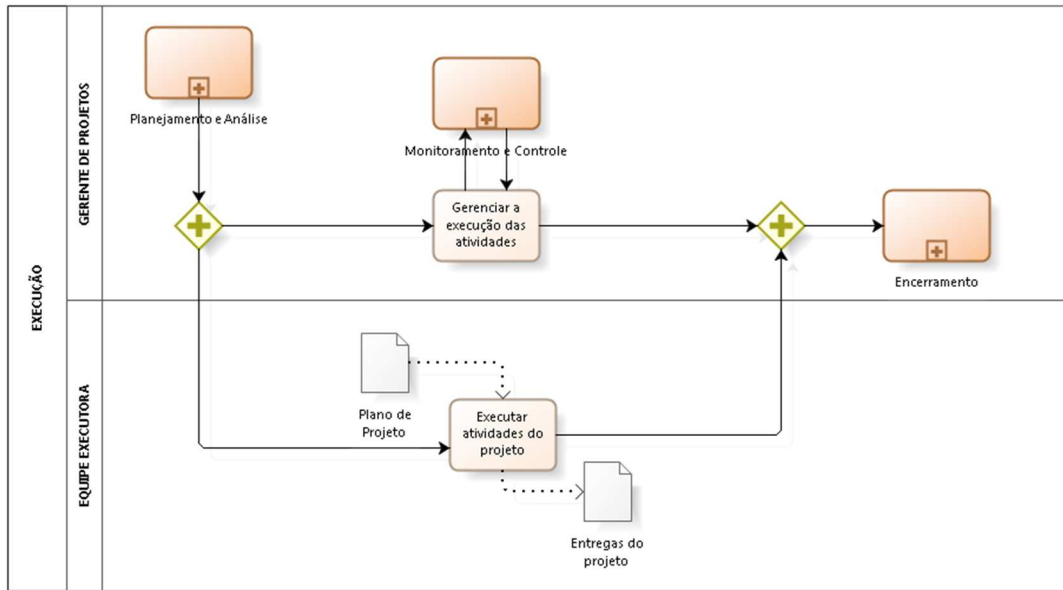 EXECUÇÃO
GERENTE DE PROJETOS
Planejamento e Análise
Monitoramento e Controle
Gerenciar a
execução das
atividades
Encerramento
EQUIPE EXECUTORA
Plano de
Projeto
Executar
atividades do
projeto
Entregas do
projeto